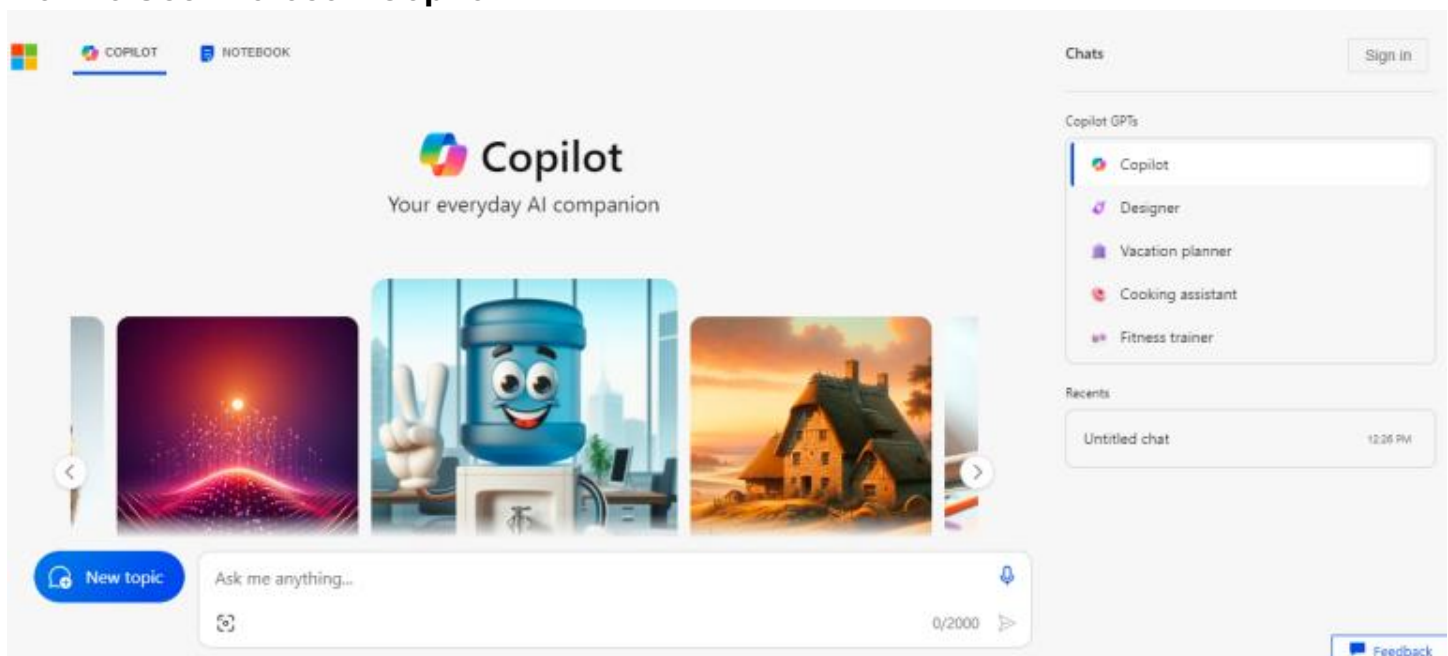 COPILOT
NOTEBOOK
Copilot
Your everyday AI companion
New topic
Ask me anything...
0/2000
Chats
Sign in
Copilot GPTs
Copilot
Designer
Vacation planner
Cooking assistant
Fitness trainer
Recents
Untitled chat 12:26 PM
Feedback